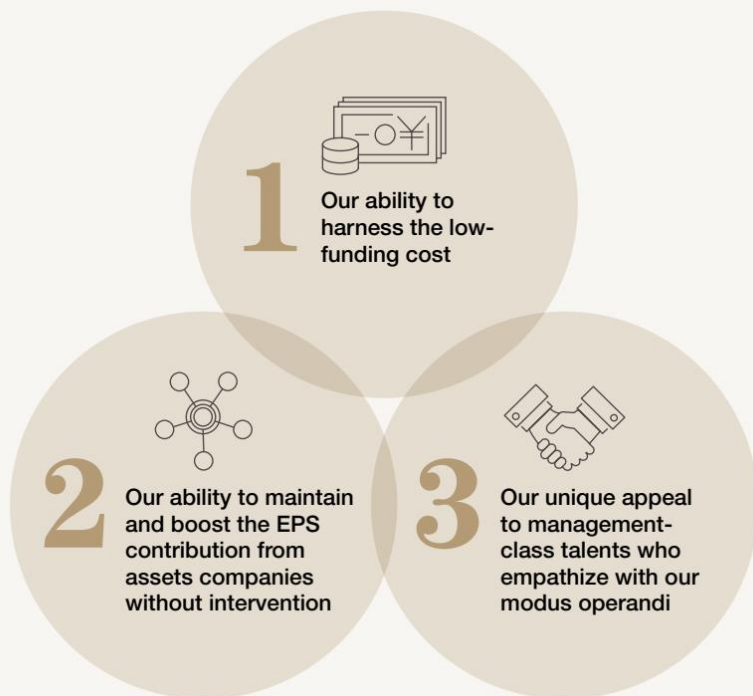 1
Our ability to
harness the low-
funding cost
2
Our ability to maintain
and boost the EPS
contribution from
assets companies
without intervention
3
Our unique appeal
to management-
class talents who
empathize with our
modus operandi